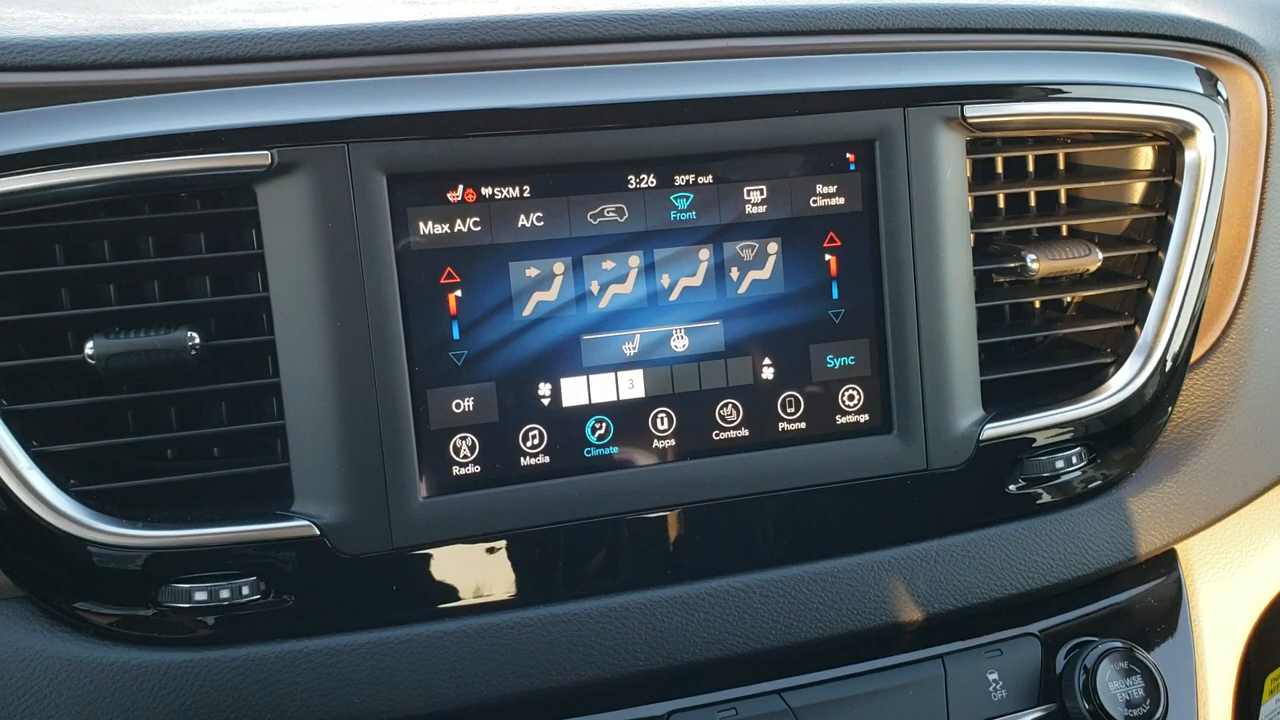 SXM 2
3:26
30°F out
Max A/C
A/C
Front
Rear
Rear
Climate
3
Sync
Off
Radio
Media
Climate
Apps
Controls
Phone
Settings
OFF
TUNE
BROWSE
ENTER
SCROLL